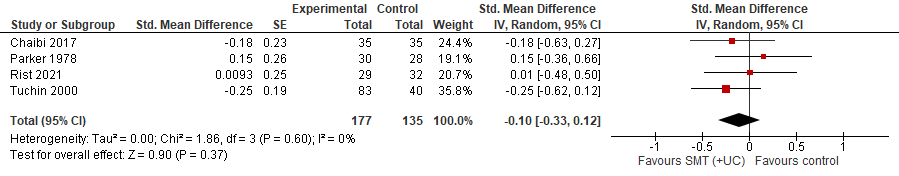 Experimental Control Std. Mean Difference Std. Mean Difference
Study or Subgroup Std. Mean Difference SE Total Total Weight IV, Random, 95% CI IV, Random, 95% CI
Chaibi 2017 -0.18 0.23 35 35 24.4% -0.18 [-0.63, 0.27]
Parker 1978 0.15 0.26 30 28 19.1% 0.15 [-0.36, 0.66]
Rist 2021 0.0093 0.25 29 32 20.7% 0.01 [-0.48, 0.50]
Tuchin 2000 -0.25 0.19 83 40 35.8% -0.25 [-0.62, 0.12]
Total (95% CI) 177 135 100.0% -0.10 [-0.33, 0.12]
Heterogeneity: Tau² = 0.00; Chi² = 1.86, df = 3 (P = 0.60); I² = 0%
Test for overall effect: Z = 0.90 (P = 0.37)
-1 -0.5 0 0.5 1
Favours SMT (+UC) Favours control